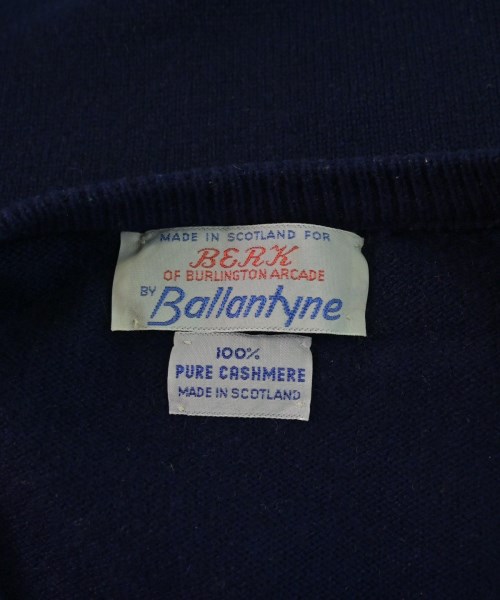 MADE IN SCOTLAND FOR
BERK
OF BURLINGTON ARCADE
BY Ballantyne
100%
PURE CASHMERE
MADE IN SCOTLAND